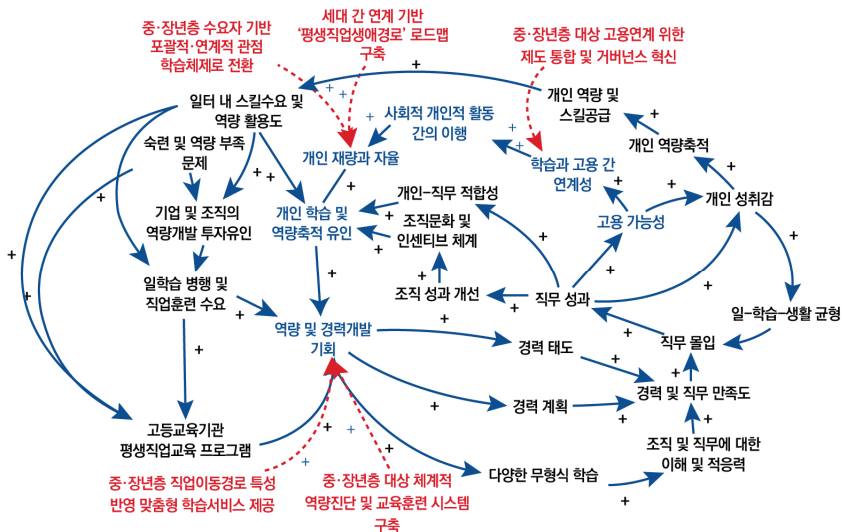 중·장년층 수요자 기반
포괄적·연계적 관점
학습체제로 전환
세대 간 연계 기반
‘평생직업생애경로’ 로드맵
구축
중·장년층 대상 고용연계 위한
제도 통합 및 거버넌스 혁신
일터 내 스킬수요 및
역량 활용도
개인 역량 및
스킬공급
사회적 개인적 활동
간의 이행
숙련 및 역량 부족
문제
개인 재량과 자율
학습과 고용 간
연계성
개인 역량축적
기업 및 조직의
역량개발 투자유인
개인 학습 및
역량축적 유인
개인-직무 적합성
조직문화 및
인센티브 체계
고용 가능성
개인 성취감
일학습 병행 및
직업훈련 수요
조직 성과 개선
직무 성과
일-학습-생활 균형
역량 및 경력개발
기회
경력 태도
직무 몰입
경력 계획
경력 및 직무 만족도
고등교육기관
평생직업교육 프로그램
다양한 무형식 학습
조직 및 직무에 대한
이해 및 적응력
중·장년층 직업이동경로 특성
반영 맞춤형 학습서비스 제공
중·장년층 대상 체계적
역량진단 및 교육훈련 시스템
구축